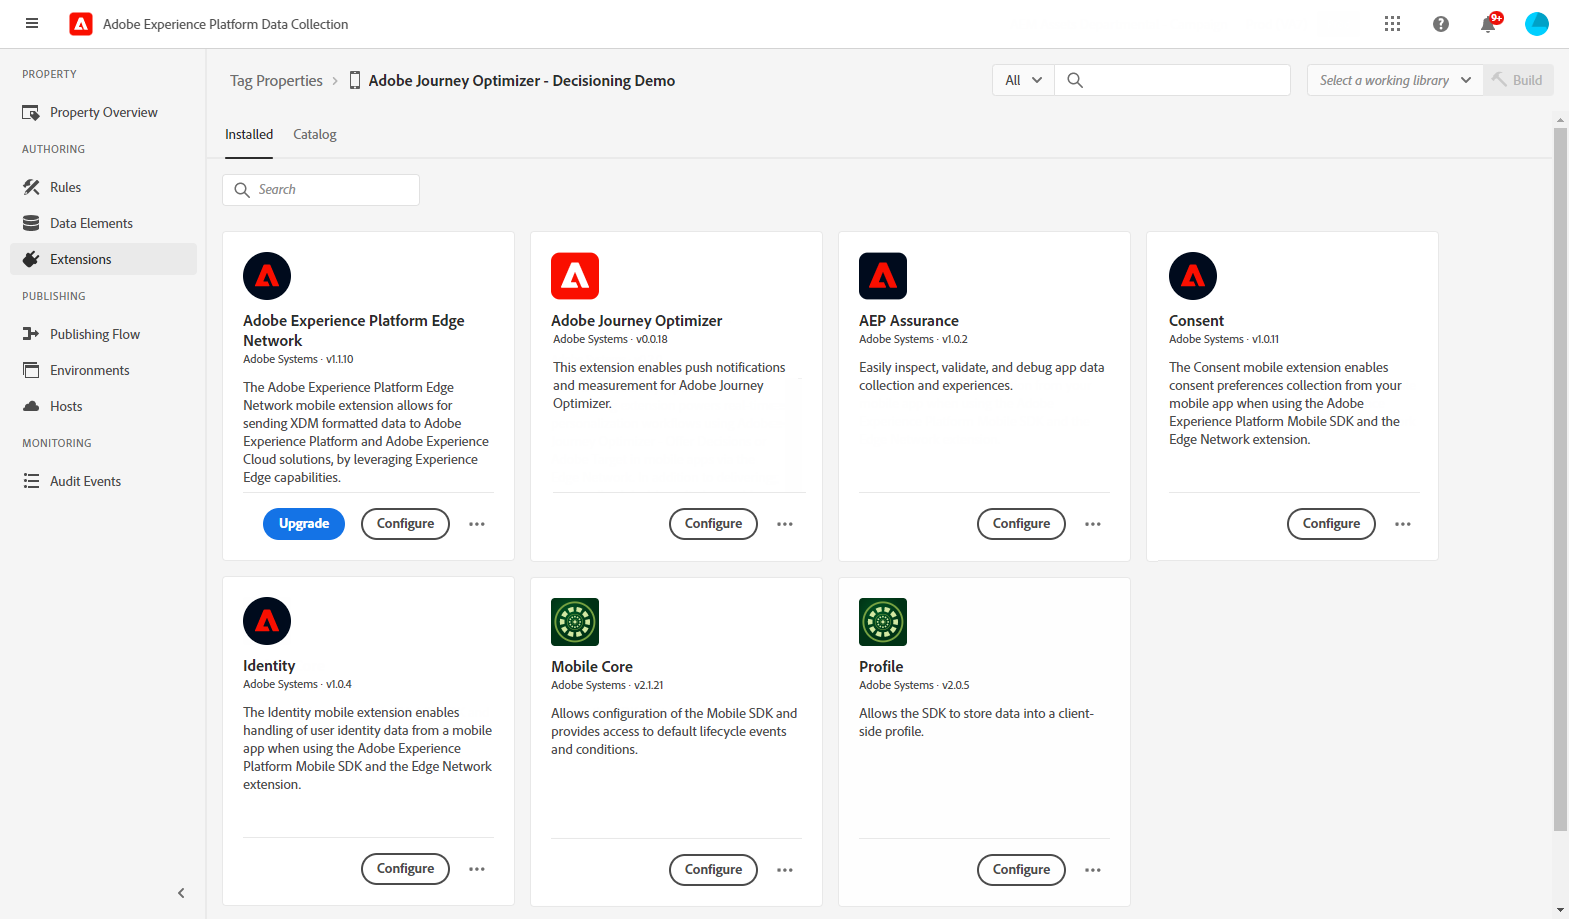 Adobe Experience Platform Data Collection
9+
PROPERTY
Property Overview
AUTHORING
Rules
Data Elements
Extensions
PUBLISHING
Publishing Flow
Environments
Hosts
MONITORING
Audit Events
Tag Properties
Adobe Journey Optimizer - Decisioning Demo
All
Select a working library
Build
Installed
Catalog
Search
Adobe Experience Platform Edge
Network
Adobe Systems · v1.1.10
The Adobe Experience Platform Edge
Network mobile extension allows for
sending XDM formatted data to Adobe
Experience Platform and Adobe Experience
Cloud solutions, by leveraging Experience
Edge capabilities.
Upgrade
Configure
Adobe Journey Optimizer
Adobe Systems · v0.0.18
This extension enables push notifications
and measurement for Adobe Journey
Optimizer.
Configure
AEP Assurance
Adobe Systems · v1.0.2
Easily inspect, validate, and debug app data
collection and experiences.
Configure
Consent
Adobe Systems · v1.0.11
The Consent mobile extension enables
consent preferences collection from your
mobile app when using the Adobe
Experience Platform Mobile SDK and the
Edge Network extension.
Configure
Identity
Adobe Systems · v1.0.4
The Identity mobile extension enables
handling of user identity data from a mobile
app when using the Adobe Experience
Platform Mobile SDK and the Edge Network
extension.
Configure
Mobile Core
Adobe Systems · v2.1.21
Allows configuration of the Mobile SDK and
provides access to default lifecycle events
and conditions.
Configure
Profile
Adobe Systems · v2.0.5
Allows the SDK to store data into a client-
side profile.
Configure